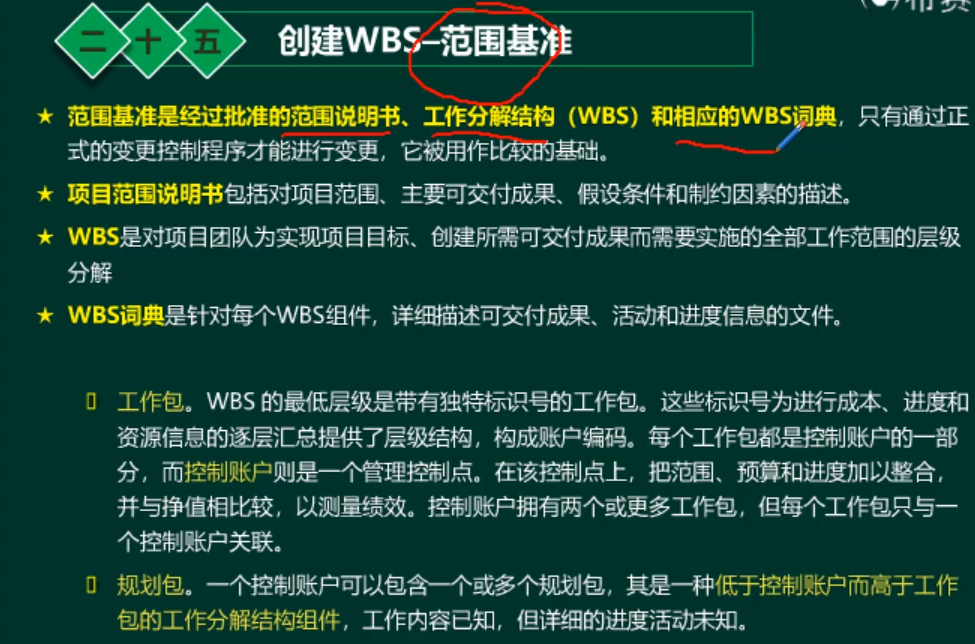 二十五 创建WBS–范围基准
★ 范围基准是经过批准的范围说明书、工作分解结构（WBS）和相应的WBS词典，只有通过正
式的变更控制程序才能进行变更，它被用作比较的基础。
★ 项目范围说明书包括对项目范围、主要可交付成果、假设条件和制约因素的描述。
★ WBS是对项目团队为实现项目目标、创建所需可交付成果而需要实施的全部工作范围的层级
分解
★ WBS词典是针对每个WBS组件，详细描述可交付成果、活动和进度信息的文件。
工作包。WBS 的最低层级是带有独特标识号的工作包。这些标识号为进行成本、进度和
资源信息的逐层汇总提供了层级结构，构成账户编码。每个工作包都是控制账户的一部
分，而控制账户则是一个管理控制点。在该控制点上，把范围、预算和进度加以整合，
并与挣值相比较，以测量绩效。控制账户拥有两个或更多工作包，但每个工作包只与一
个控制账户关联。
规划包。一个控制账户可以包含一个或多个规划包，其是一种低于控制账户而高于工作
包的工作分解结构组件，工作内容已知，但详细的进度活动未知。